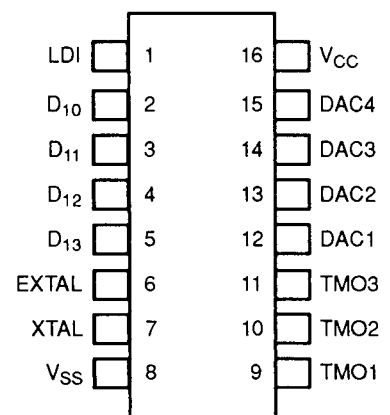 LDI 1 16 VCC
D10 2 15 DAC4
D11 3 14 DAC3
D12 4 13 DAC2
D13 5 12 DAC1
EXTAL 6 11 TMO3
XTAL 7 10 TMO2
VSS 8 9 TMO1